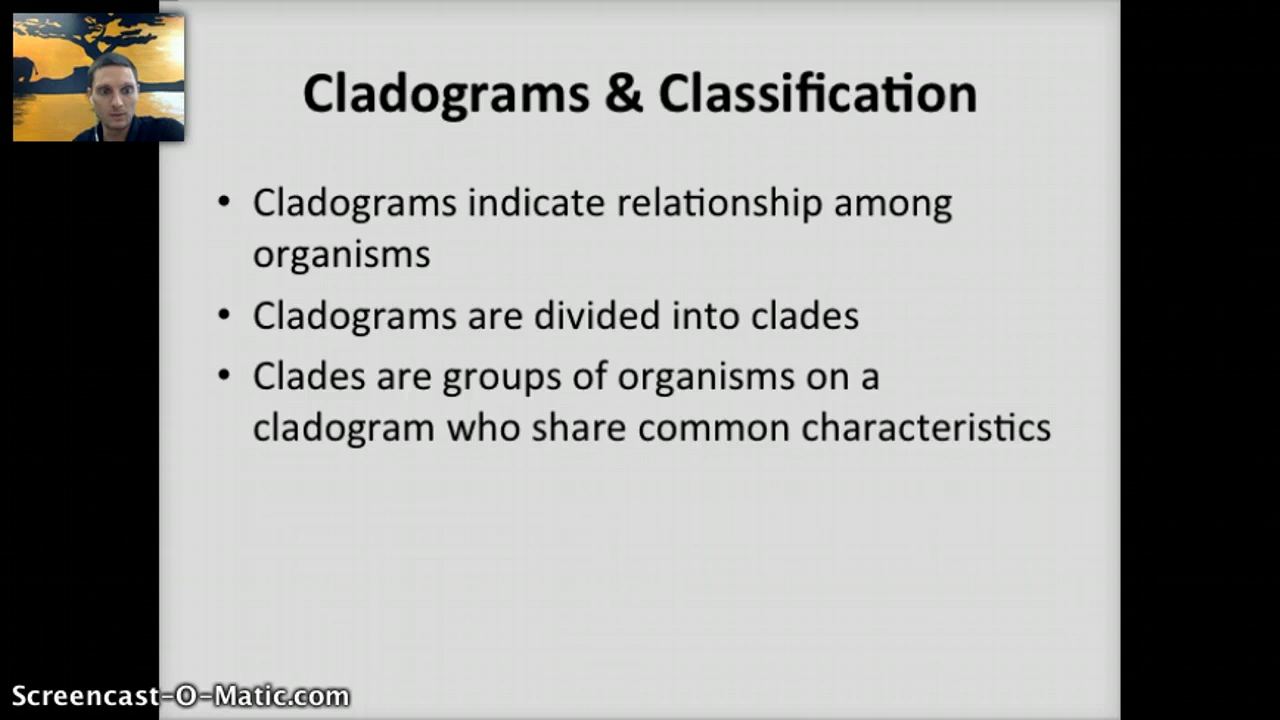 Cladograms & Classification
• Cladograms indicate relationship among
organisms
• Cladograms are divided into clades
• Clades are groups of organisms on a
cladogram who share common characteristics
Screencast-O-Matic.com